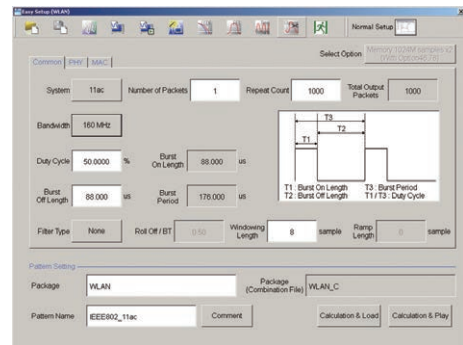 Easy Setup (WLAN)
Normal Setup
Select Option
Memory 1024M samples x2
(With Option48,78)
Common PHY MAC
System 11ac Number of Packets 1 Repeat Count 1000 Total Output Packets 1000
Bandwidth 160 MHz
T3
T2
T1
Duty Cycle 50.0000 % Burst On Length 88.000 us
Burst Off Length 88.000 us Burst Period 176.000 us
T1 : Burst On Length T3 : Burst Period
T2 : Burst Off Length T1 / T3 : Duty Cycle
Filter Type None Roll Off / BT 0.50 Windowing Length 8 sample Ramp Length 0 sample
Pattern Setting
Package WLAN Package (Combination File) WLAN_C
Pattern Name IEEE802_11ac Comment Calculation & Load Calculation & Play